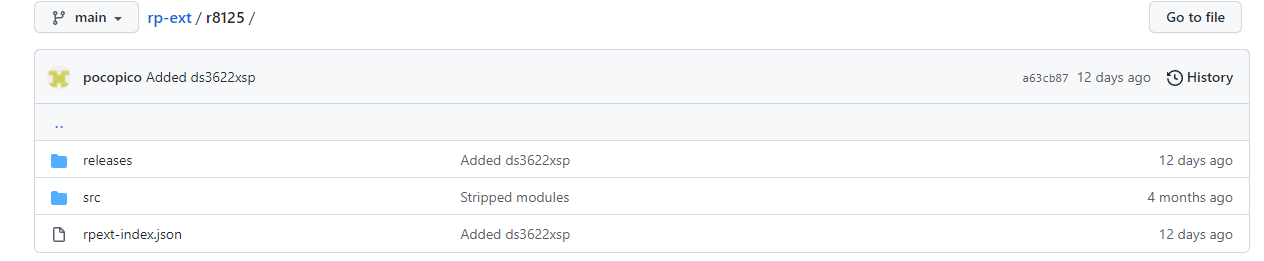 main rp-ext / r8125 / Go to file
pocopico Added ds3622xsp a63cb87 12 days ago History
..
releases Added ds3622xsp 12 days ago
src Stripped modules 4 months ago
rpext-index.json Added ds3622xsp 12 days ago